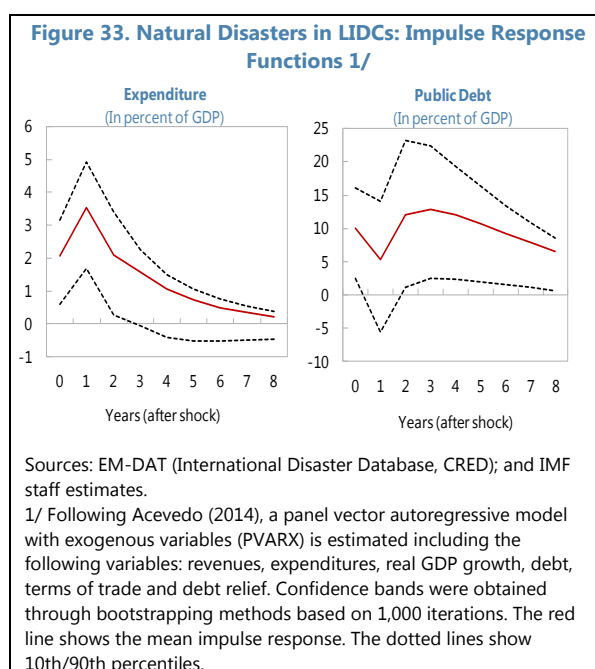 Figure 33. Natural Disasters in LIDCs: Impulse Response
Functions 1/
Expenditure
(In percent of GDP)
6
5
4
3
2
1
0
-1
0 1 2 3 4 5 6 7 8
Years (after shock)
Public Debt
(In percent of GDP)
25
20
15
10
5
0
-5
-10
0 1 2 3 4 5 6 7 8
Years (after shock)
Sources: EM-DAT (International Disaster Database, CRED); and IMF
staff estimates.
1/ Following Acevedo (2014), a panel vector autoregressive model
with exogenous variables (PVARX) is estimated including the
following variables: revenues, expenditures, real GDP growth, debt,
terms of trade and debt relief. Confidence bands were obtained
through bootstrapping methods based on 1,000 iterations. The red
line shows the mean impulse response. The dotted lines show
10th/90th percentiles.